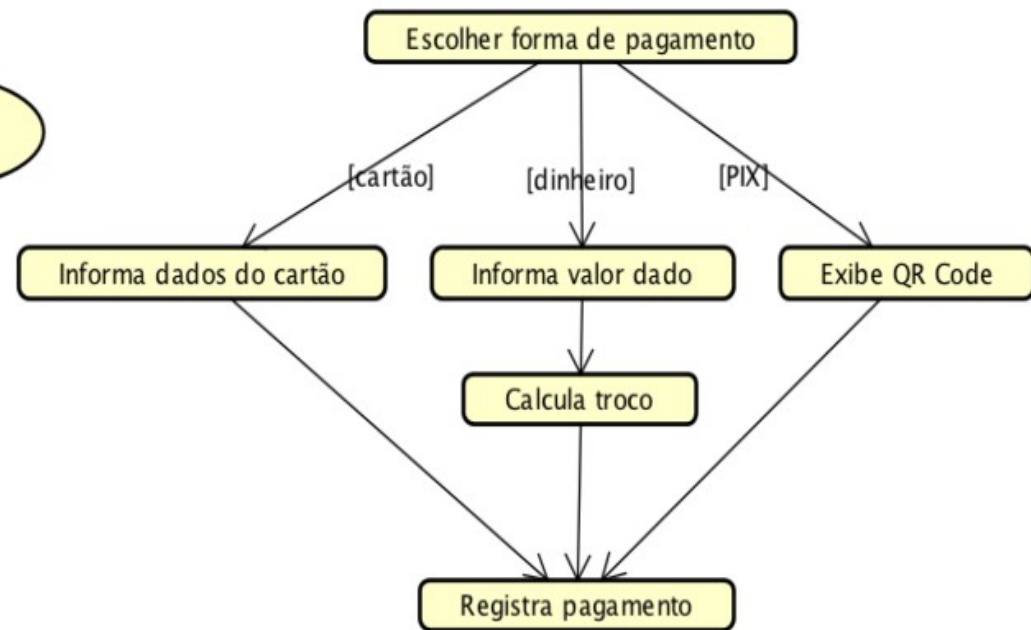 Escolher forma de pagamento
[cartão]
[dinheiro]
[PIX]
Informa dados do cartão
Informa valor dado
Exibe QR Code
Calcula troco
Registra pagamento